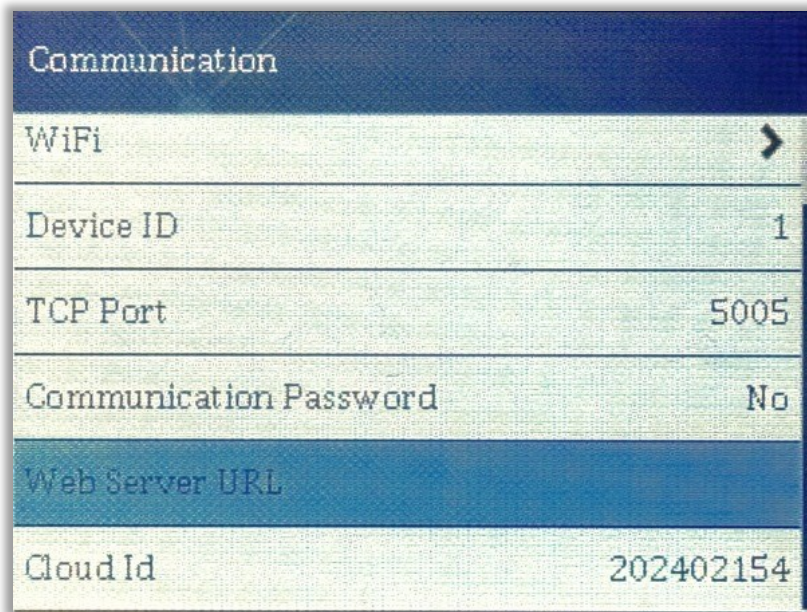 Communication
WiFi
Device ID 1
TCP Port 5005
Communication Password No
Web Server URL
Cloud Id 202402154